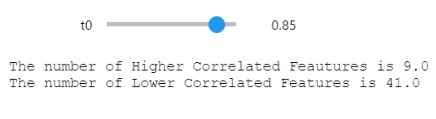 t0 0.85
The number of Higher Correlated Feautures is 9.0
The number of Lower Correlated Features is 41.0